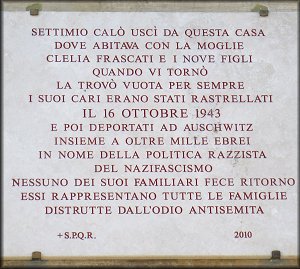 SETTIMIO CALÒ USCÌ DA QUESTA CASA
DOVE ABITAVA CON LA MOGLIE
CLELIA FRASCATI E I NOVE FIGLI
QUANDO VI TORNÒ
LA TROVÒ VUOTA PER SEMPRE
I SUOI CARI ERANO STATI RASTRELLATI
IL 16 OTTOBRE 1943
E POI DEPORTATI AD AUSCHWITZ
INSIEME A OLTRE MILLE EBREI
IN NOME DELLA POLITICA RAZZISTA
DEL NAZIFASCISMO
NESSUNO DEI SUOI FAMILIARI FECE RITORNO
ESSI RAPPRESENTANO TUTTE LE FAMIGLIE
DISTRUTTE DALL'ODIO ANTISEMITA
+S.P.Q.R. 2010